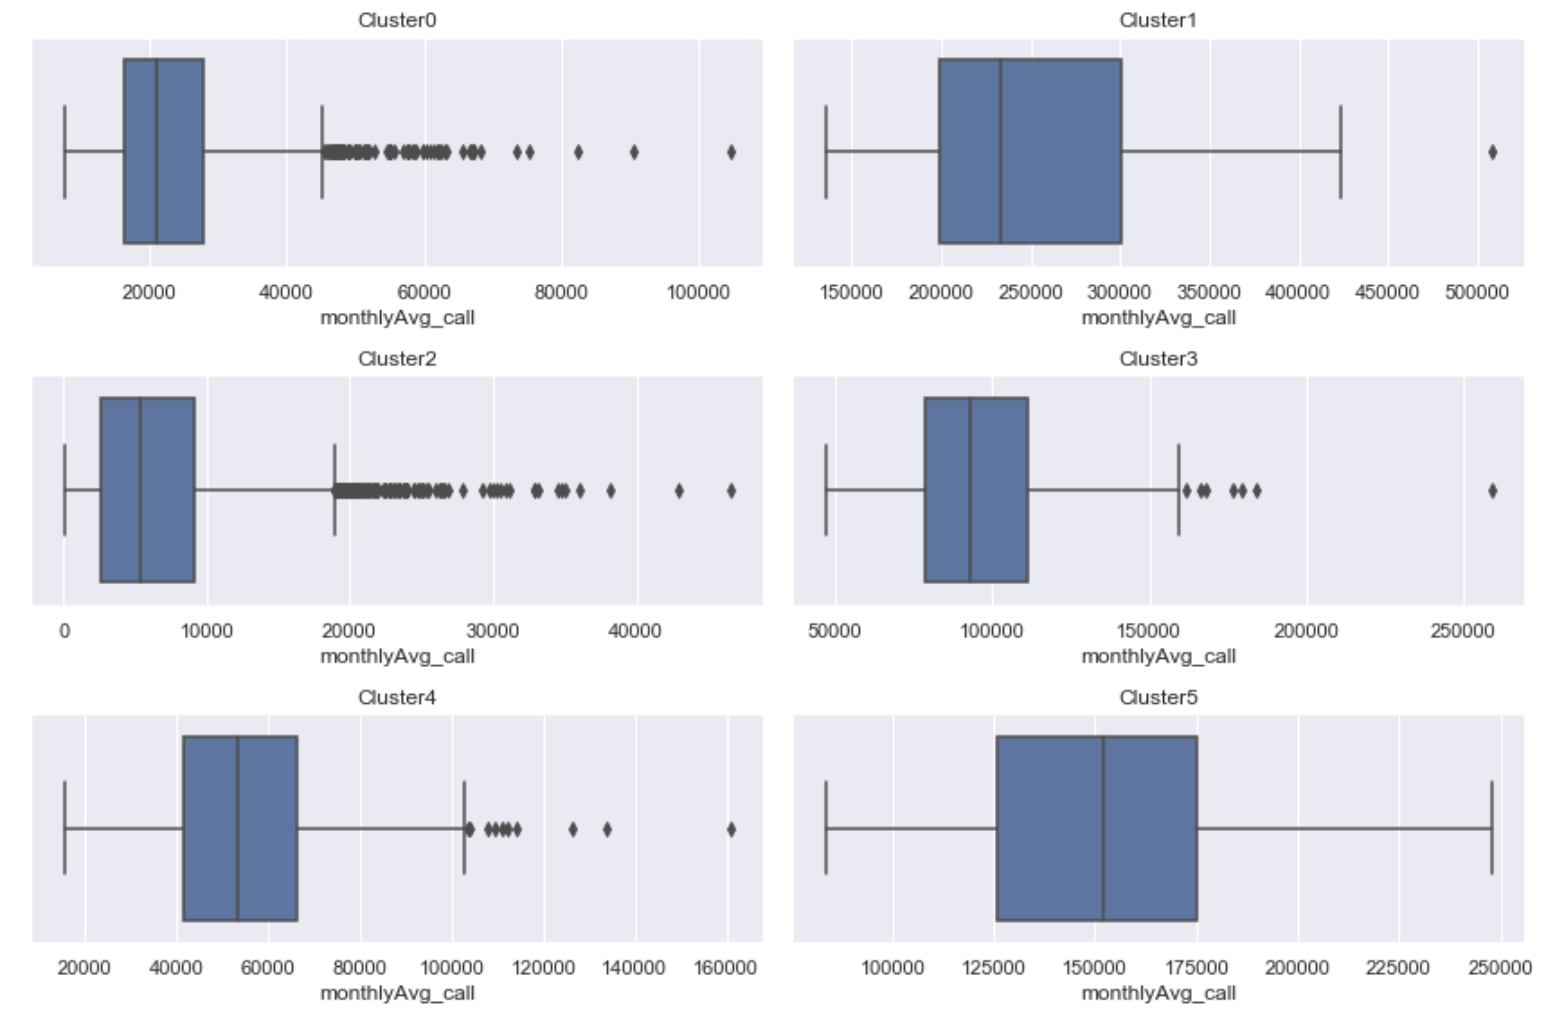 Cluster0
20000 40000 60000 80000 100000
monthlyAvg_call
Cluster1
150000 200000 250000 300000 350000 400000 450000 500000
monthlyAvg_call
Cluster2
0 10000 20000 30000 40000
monthlyAvg_call
Cluster3
50000 100000 150000 200000 250000
monthlyAvg_call
Cluster4
20000 40000 60000 80000 100000 120000 140000 160000
monthlyAvg_call
Cluster5
100000 125000 150000 175000 200000 225000 250000
monthlyAvg_call